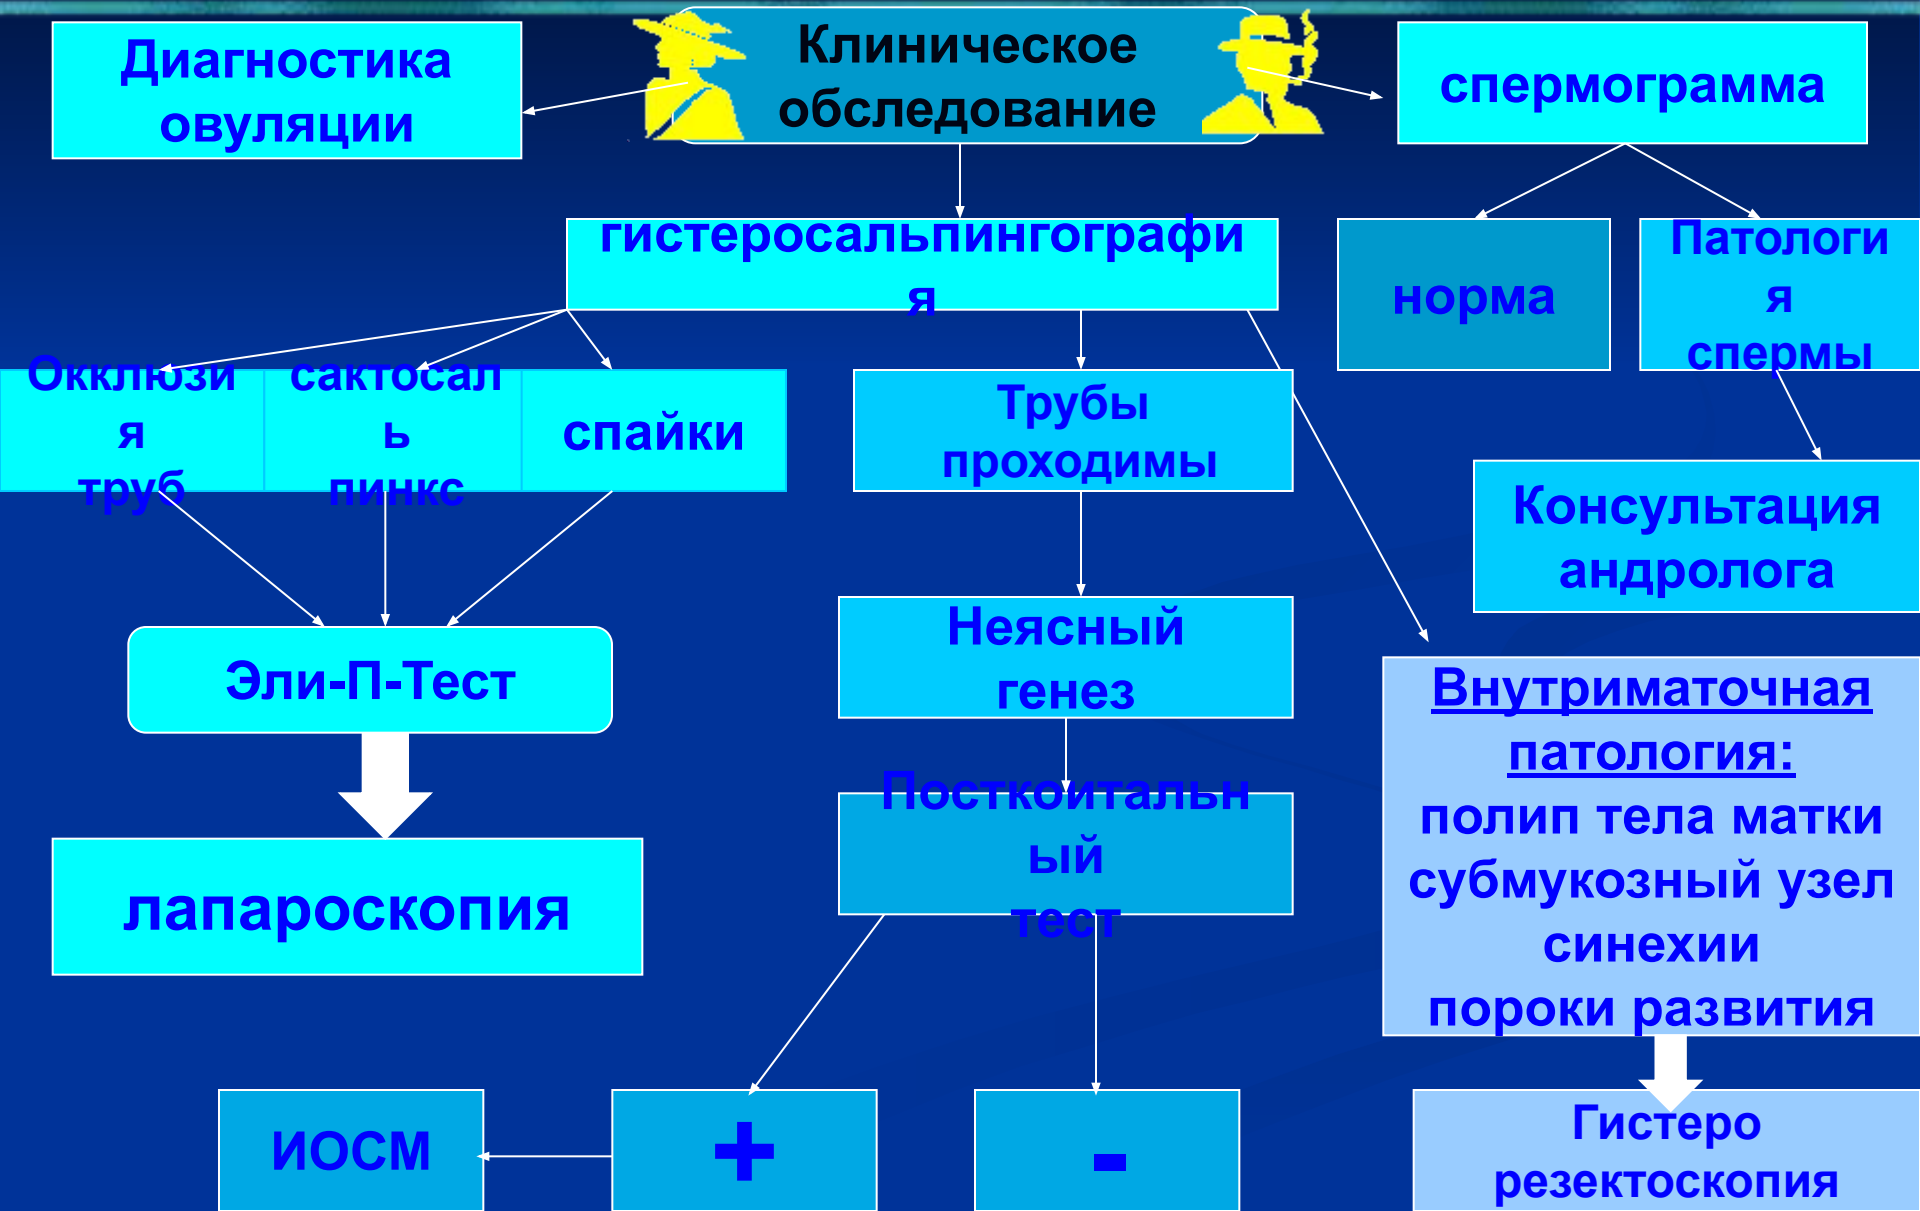 Диагностика
овуляции
Клиническое
обследование
спермограмма
гистеросальпингографи
я
норма
Патологи
я
спермы
Окклюзи
я
труб
сактосал
ь
пинкс
спайки
Трубы
проходимы
Консультация
андролога
Эли-П-Тест
Неясный
генез
Внутриматочная
патология:
полип тела матки
субмукозный узел
синехии
пороки развития
Посткоитальн
ый
тест
лапароскопия
ИОСМ
+
-
Гистеро
резектоскопия